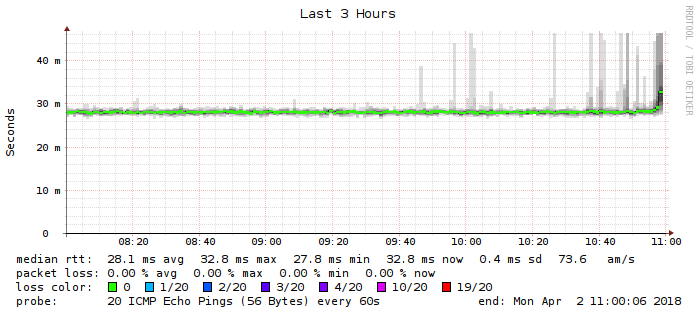 Last 3 Hours
RRDTOOL / TOBI OETIKER
Seconds
40 m
30 m
20 m
10 m
0
08:20 08:40 09:00 09:20 09:40 10:00 10:20 10:40 11:00
median rtt: 28.1 ms avg 32.8 ms max 27.8 ms min 32.8 ms now 0.4 ms sd 73.6 am/s
packet loss: 0.00 % avg 0.00 % max 0.00 % min 0.00 % now
loss color: 0 1/20 2/20 3/20 4/20 10/20 19/20
probe: 20 ICMP Echo Pings (56 Bytes) every 60s end: Mon Apr 2 11:00:06 2018